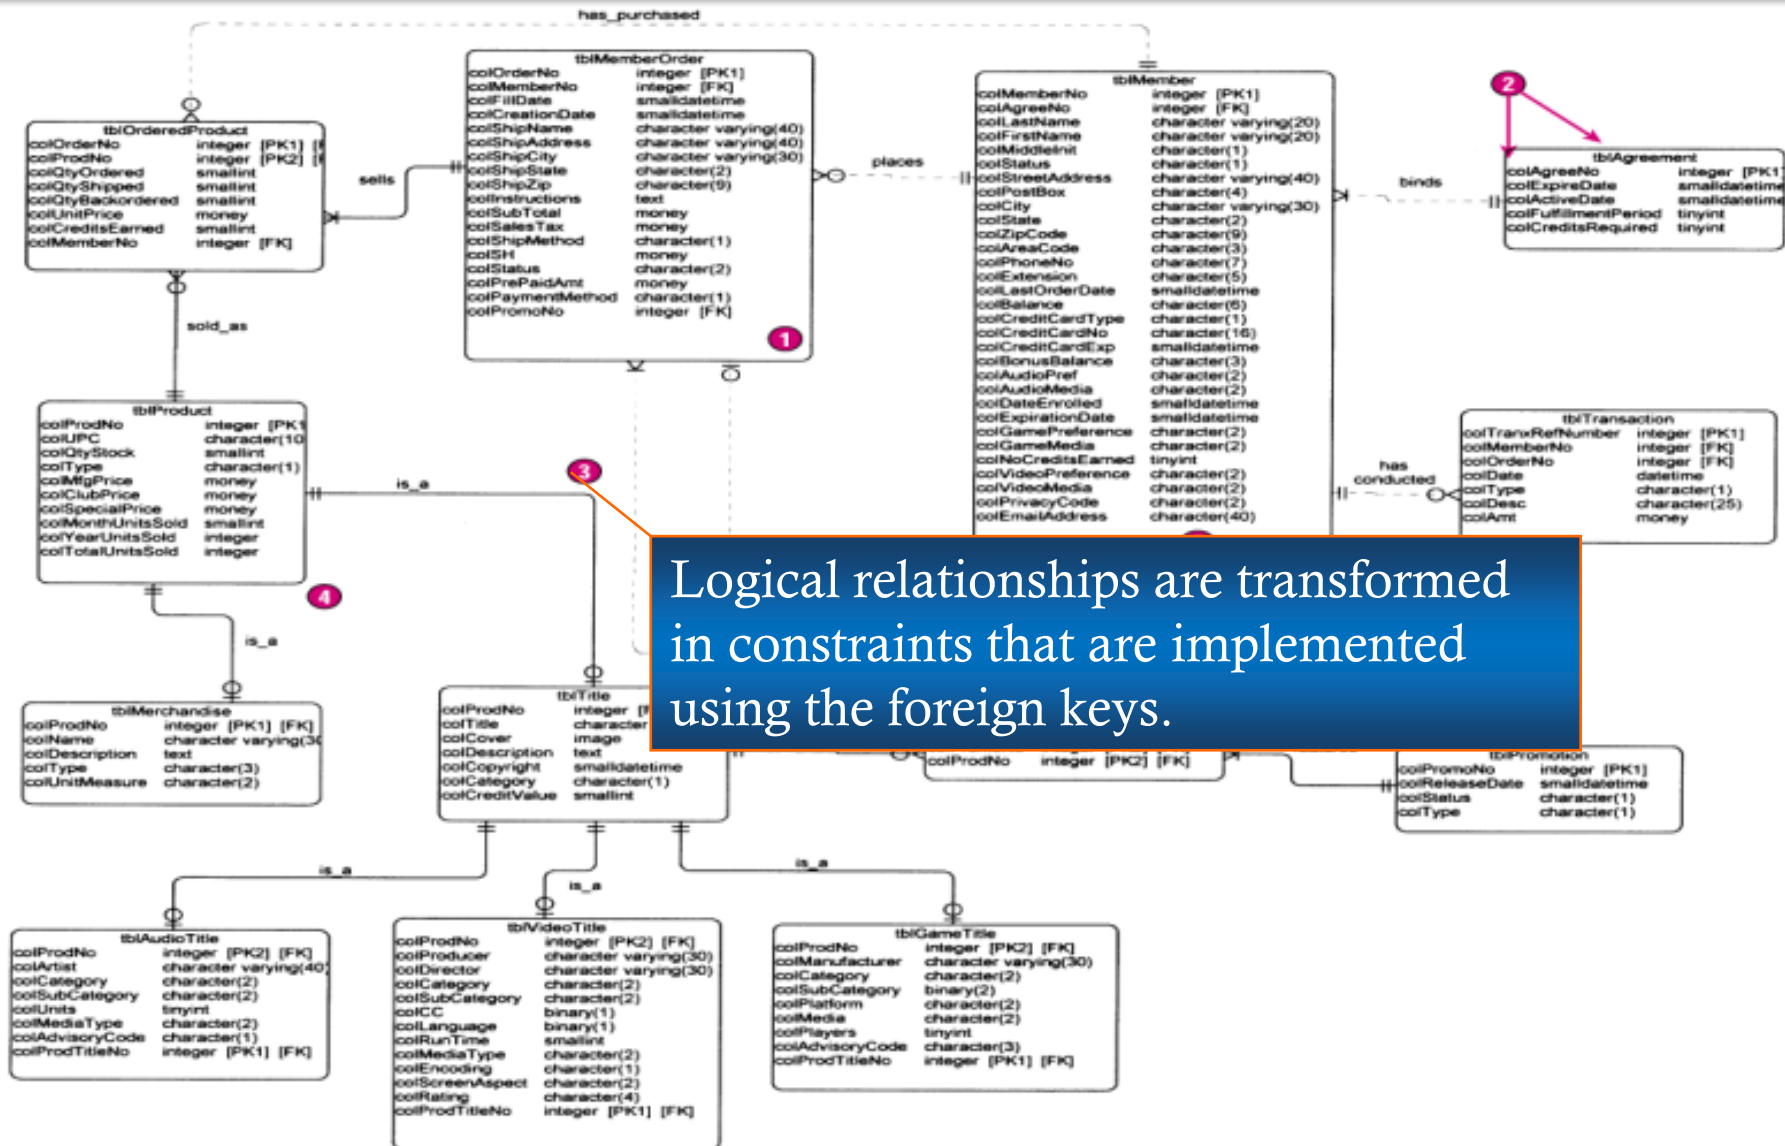 has_purchased
tblMemberOrder
colOrderNo integer [PK1]
colMemberNo integer [FK]
colFillDate smalldatetime
colCreationDate smalldatetime
colShipName character varying(40)
colShipAddress character varying(40)
colShipCity character varying(30)
colShipState character(2)
colShipZip character(9)
colInstructions text
colSubTotal money
colSalesTax money
colShipMethod character(1)
colSH money
colStatus character(2)
colPrePaidAmt money
colPaymentMethod character(1)
colPromoNo integer [FK]
1
tblMember
colMemberNo integer [PK1]
colAgreeNo integer [FK]
colLastName character varying(20)
colFirstName character varying(20)
colMiddleInit character(1)
colStatus character(1)
colStreetAddress character varying(40)
colPostBox character(4)
colCity character varying(30)
colState character(2)
colZipCode character(9)
colAreaCode character(3)
colPhoneNo character(7)
colExtension character(5)
colLastOrderDate smalldatetime
colBalance character(6)
colCreditCardType character(1)
colCreditCardNo character(16)
colCreditCardExp smalldatetime
colBonusBalance character(3)
colAudioPref character(2)
colAudioMedia character(2)
colDateEnrolled smalldatetime
colExpirationDate smalldatetime
colGamePreference character(2)
colGameMedia character(2)
colNoCreditsEarned tinyint
colVideoPreference character(2)
colVideoMedia character(2)
colPrivacyCode character(2)
colEmailAddress character(40)
2
tblAgreement
colAgreeNo integer [PK1]
colExpireDate smalldatetime
colActiveDate smalldatetime
colFulfillmentPeriod tinyint
colCreditsRequired tinyint
tblOrderedProduct
colOrderNo integer [PK1]
colProdNo integer [PK2]
colQtyOrdered smallint
colQtyShipped smallint
colQtyBackordered smallint
colUnitPrice money
colCreditsEarned smallint
colMemberNo integer [FK]
sells
places
binds
sold_as
tblProduct
colProdNo integer [PK1
colUPC character(10
colQtyStock smallint
colType character(1)
colMfgPrice money
colClubPrice money
colSpecialPrice money
colMonthUnitsSold smallint
colYearUnitsSold integer
colTotalUnitsSold integer
4
is_a
3
is_a
has
conducted
tblTransaction
colTranxRefNumber integer [PK1]
colMemberNo integer [FK]
colOrderNo integer [FK]
colDate datetime
colType character(1)
colDesc character(25)
colAmt money
Logical relationships are transformed
in constraints that are implemented
using the foreign keys.
tblMerchandise
colProdNo integer [PK1] [FK]
colName character varying(30
colDescription text
colType character(3)
colUnitMeasure character(2)
tblTitle
colProdNo integer
colTitle character
colCover image
colDescription text
colCopyright smalldatetime
colCategory character(1)
colCreditValue smallint
colProdNo integer [PK2] [FK]
tblPromotion
colPromoNo integer [PK1]
colReleaseDate smalldatetime
colStatus character(1)
colType character(1)
is_a
is_a
is_a
tblAudioTitle
colProdNo integer [PK2] [FK]
colArtist character varying(40)
colCategory character(2)
colSubCategory character(2)
colUnits tinyint
colMediaType character(2)
colAdvisoryCode character(1)
colProdTitleNo integer [PK1] [FK]
tblVideoTitle
colProdNo integer [PK2] [FK]
colProducer character varying(30)
colDirector character varying(30)
colCategory character(2)
colSubCategory character(2)
colCC binary(1)
colLanguage binary(1)
colRunTime smallint
colMediaType character(2)
colEncoding character(1)
colScreenAspect character(2)
colRating character(4)
colProdTitleNo integer [PK1] [FK]
tblGameTitle
colProdNo integer [PK2] [FK]
colManufacturer character varying(30)
colCategory character(2)
colSubCategory binary(2)
colPlatform character(2)
colMedia character(2)
colPlayers tinyint
colAdvisoryCode character(3)
colProdTitleNo integer [PK1] [FK]